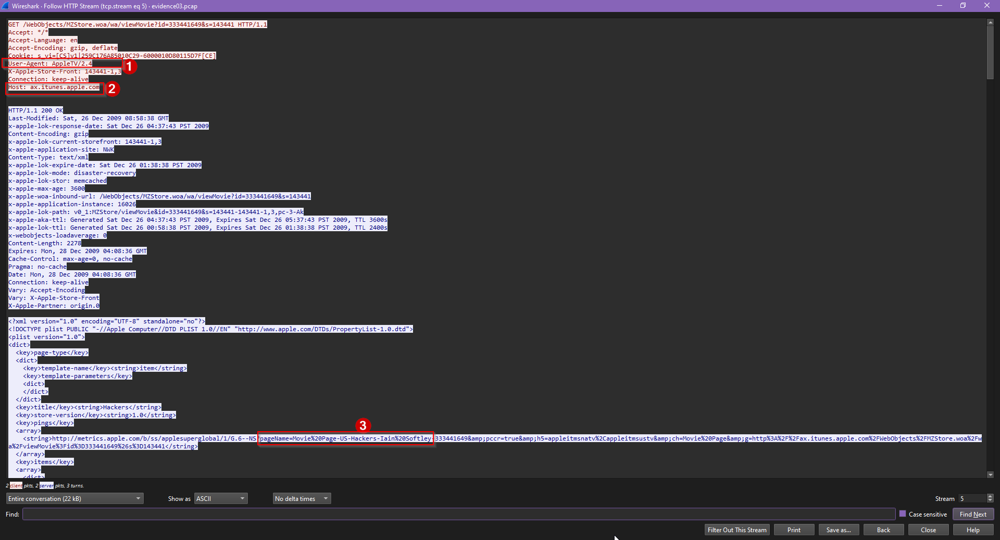 Wireshark · Follow HTTP Stream (tcp.stream eq 5) · evidence03.pcap
GET /WebObjects/MZStore.woa/wa/viewMovie?id=333441649&s=143441 HTTP/1.1
Accept: */*
Accept-Language: en
Accept-Encoding: gzip, deflate
Cookie: s_vi=[CS]v1|259C176A85010C29-6000010D80115D7F[CE]
User-Agent: AppleTV/2.4
1
X-Apple-Store-Front: 143441-1,3
Connection: keep-alive
Host: ax.itunes.apple.com
2
HTTP/1.1 200 OK
Last-Modified: Sat, 26 Dec 2009 08:58:38 GMT
x-apple-lok-response-date: Sat Dec 26 04:37:43 PST 2009
Content-Encoding: gzip
x-apple-lok-current-storefront: 143441-1,3
x-apple-application-site: NWK
Content-Type: text/xml
x-apple-lok-expire-date: Sat Dec 26 01:38:38 PST 2009
x-apple-lok-mode: disaster-recovery
x-apple-lok-stor: memcached
x-apple-max-age: 3600
x-apple-woa-inbound-url: /WebObjects/MZStore.woa/wa/viewMovie?id=333441649&s=143441
x-apple-application-instance: 16026
x-apple-lok-path: v0_1:MZStore/viewMovie&id=333441649&s=143441-143441-1,3,pc-3-Ak
x-apple-aka-ttl: Generated Sat Dec 26 04:37:43 PST 2009, Expires Sat Dec 26 05:37:43 PST 2009, TTL 3600s
x-apple-lok-ttl: Generated Sat Dec 26 00:58:38 PST 2009, Expires Sat Dec 26 01:38:38 PST 2009, TTL 2400s
x-webobjects-loadaverage: 0
Content-Length: 2278
Expires: Mon, 28 Dec 2009 04:08:36 GMT
Cache-Control: max-age=0, no-cache
Pragma: no-cache
Date: Mon, 28 Dec 2009 04:08:36 GMT
Connection: keep-alive
Vary: Accept-Encoding
Vary: X-Apple-Store-Front
X-Apple-Partner: origin.0
<?xml version="1.0" encoding="UTF-8" standalone="no"?>
<!DOCTYPE plist PUBLIC "-//Apple Computer//DTD PLIST 1.0//EN" "http://www.apple.com/DTDs/PropertyList-1.0.dtd">
<plist version="1.0">
<dict>
<key>page-type</key>
<dict>
<key>template-name</key><string>item</string>
<key>template-parameters</key>
<dict>
</dict>
</dict>
<key>title</key><string>Hackers</string>
<key>store-version</key><string>1.0</string>
<key>pings</key>
3
<array>
<string>http://metrics.apple.com/b/ss/applesuperglobal/1/G.6--NS?pageName=Movie%20Page-US-Hackers-Iain%20Softley-333441649&amp;pccr=true&amp;h5=appleitmsnatv%2Cappleitmsustv&amp;ch=Movie%20Page&amp;g=http%3A%2F%2Fax.itunes.apple.com%2FWebObjects%2FMZStore.woa%2Fw
a%2FviewMovie%3Fid%3D333441649%26s%3D143441</string>
</array>
<key>items</key>
<array>
<dict>
2 client pkts, 2 server pkts, 3 turns.
Entire conversation (22 kB) Show as ASCII No delta times Stream 5
Find: Case sensitive Find Next
Filter Out This Stream Print Save as... Back Close Help